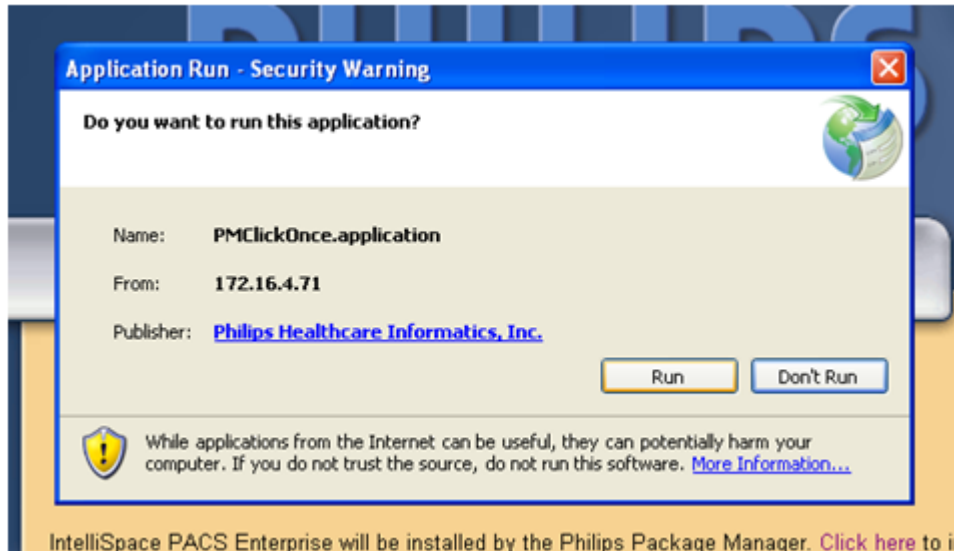 PHILIPS
Application Run - Security Warning
Do you want to run this application?
Name: PMClickOnce.application
From: 172.16.4.71
Publisher: Philips Healthcare Informatics, Inc.
Run Don't Run
While applications from the Internet can be useful, they can potentially harm your
computer. If you do not trust the source, do not run this software. More Information...
IntelliSpace PACS Enterprise will be installed by the Philips Package Manager. Click here to i